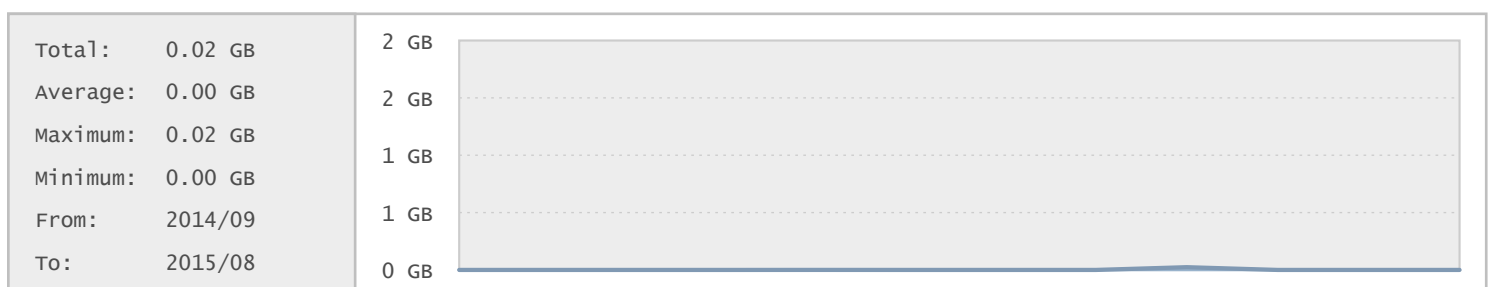 Total: 0.02 GB
Average: 0.00 GB
Maximum: 0.02 GB
Minimum: 0.00 GB
From: 2014/09
To: 2015/08
2 GB
2 GB
1 GB
1 GB
0 GB